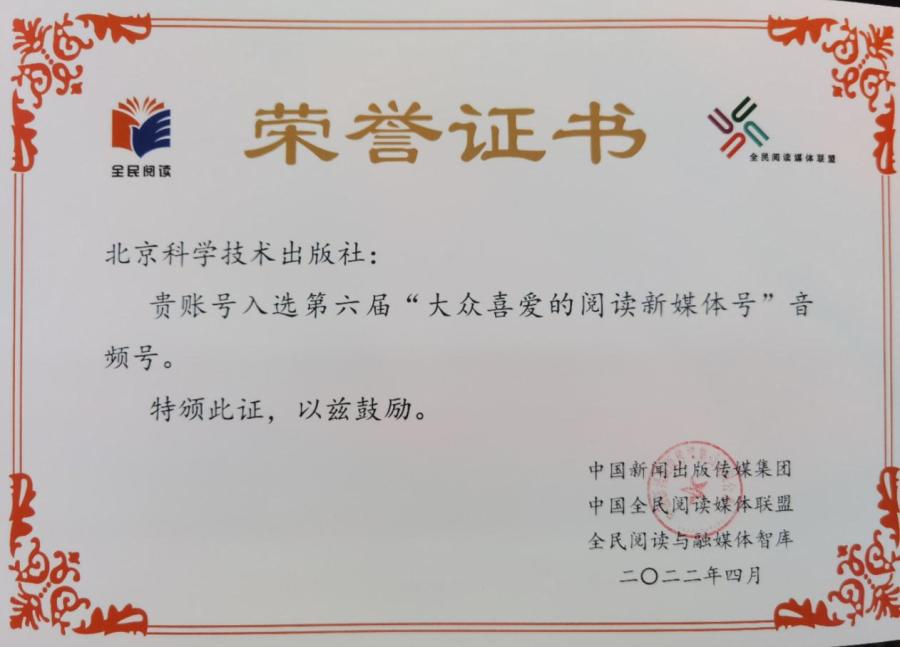 荣誉证书
全民阅读
全民阅读媒体联盟
北京科学技术出版社：
贵账号入选第六届“大众喜爱的阅读新媒体号”音
频号。
特颁此证，以兹鼓励。
中国新闻出版传媒集团
中国全民阅读媒体联盟
全民阅读与融媒体智库
二〇二二年四月